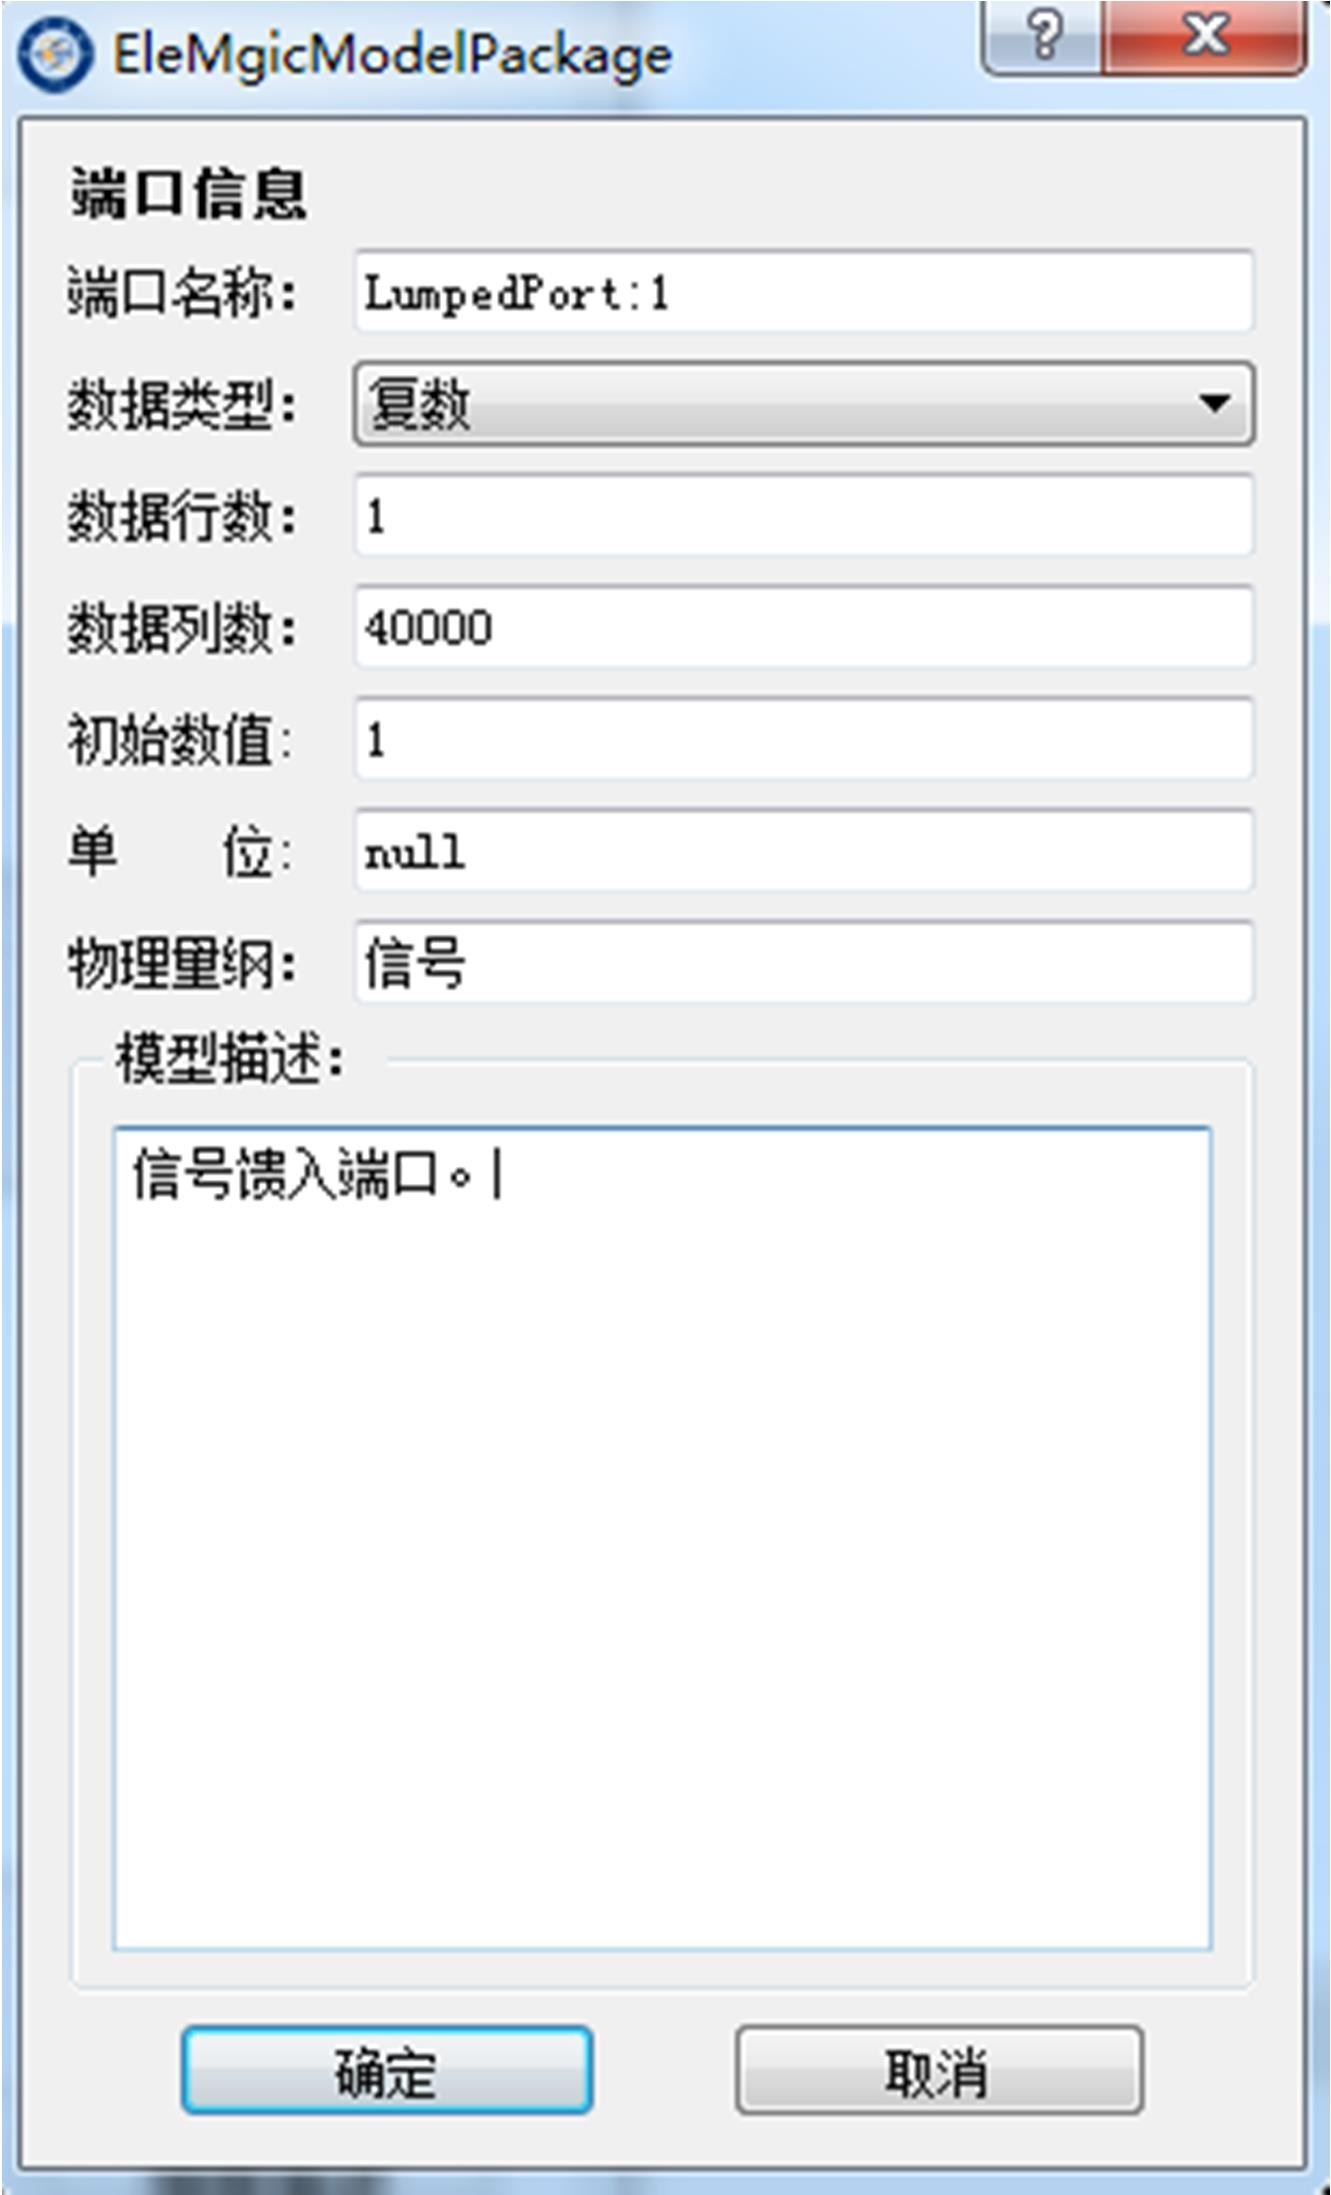 EleMgicModelPackage
端口信息
端口名称： LumpedPort:1
数据类型： 复数
数据行数： 1
数据列数： 40000
初始数值: 1
单 位: null
物理量纲： 信号
模型描述：
信号馈入端口。
确定 取消